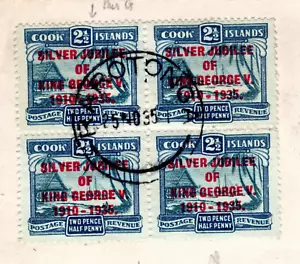 COOK 2½ ISLANDS
SILVER JUBILEE
OF
KING GEORGE V.
1910 - 1935.
POSTAGE TWO PENCE REVENUE
HALF PENNY
COOK 2½ ISLANDS
SILVER JUBILEE
OF
KING GEORGE V.
1910 - 1935.
POSTAGE TWO PENCE REVENUE
HALF PENNY
COOK 2½ ISLANDS
SILVER JUBILEE
OF
KING GEORGE V.
1910 - 1935.
POSTAGE TWO PENCE REVENUE
HALF PENNY
COOK 2½ ISLANDS
SILVER JUBILEE
OF
KING GEORGE V.
1910 - 1935.
POSTAGE TWO PENCE REVENUE
HALF PENNY